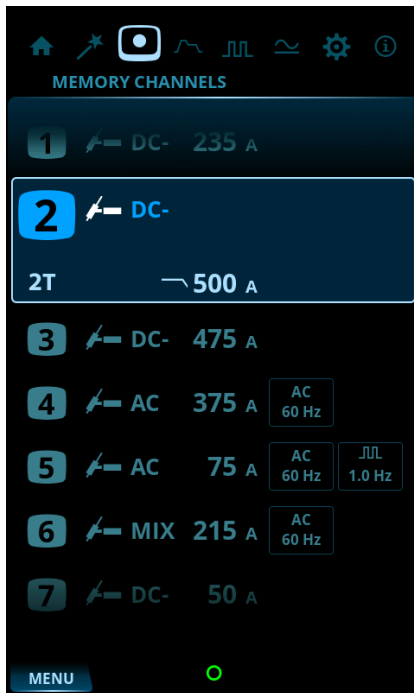 MEMORY CHANNELS
1 DC- 235 A
2 DC-
2T 500 A
3 DC- 475 A
4 AC 375 A AC 60 Hz
5 AC 75 A AC 60 Hz 1.0 Hz
6 MIX 215 A AC 60 Hz
7 DC- 50 A
MENU